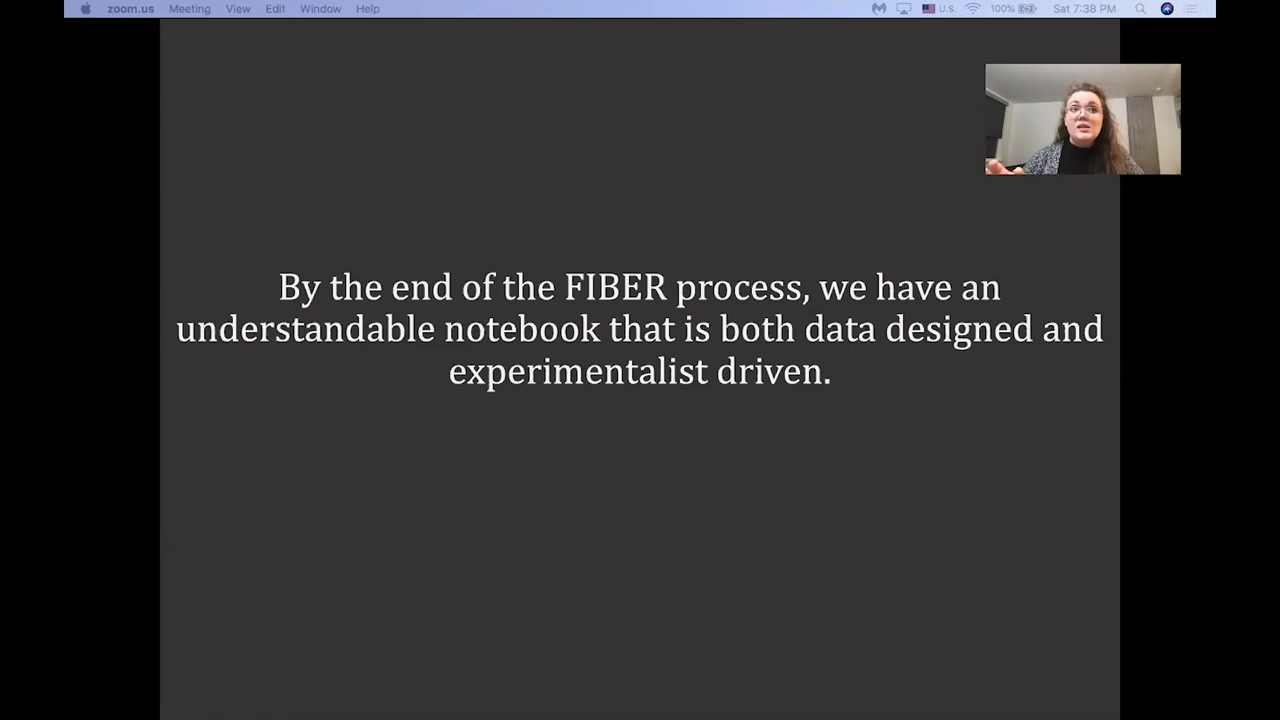 zoom.us Meeting View Edit Window Help U.S. 100% Sat 7:38 PM
By the end of the FIBER process, we have an
understandable notebook that is both data designed and
experimentalist driven.